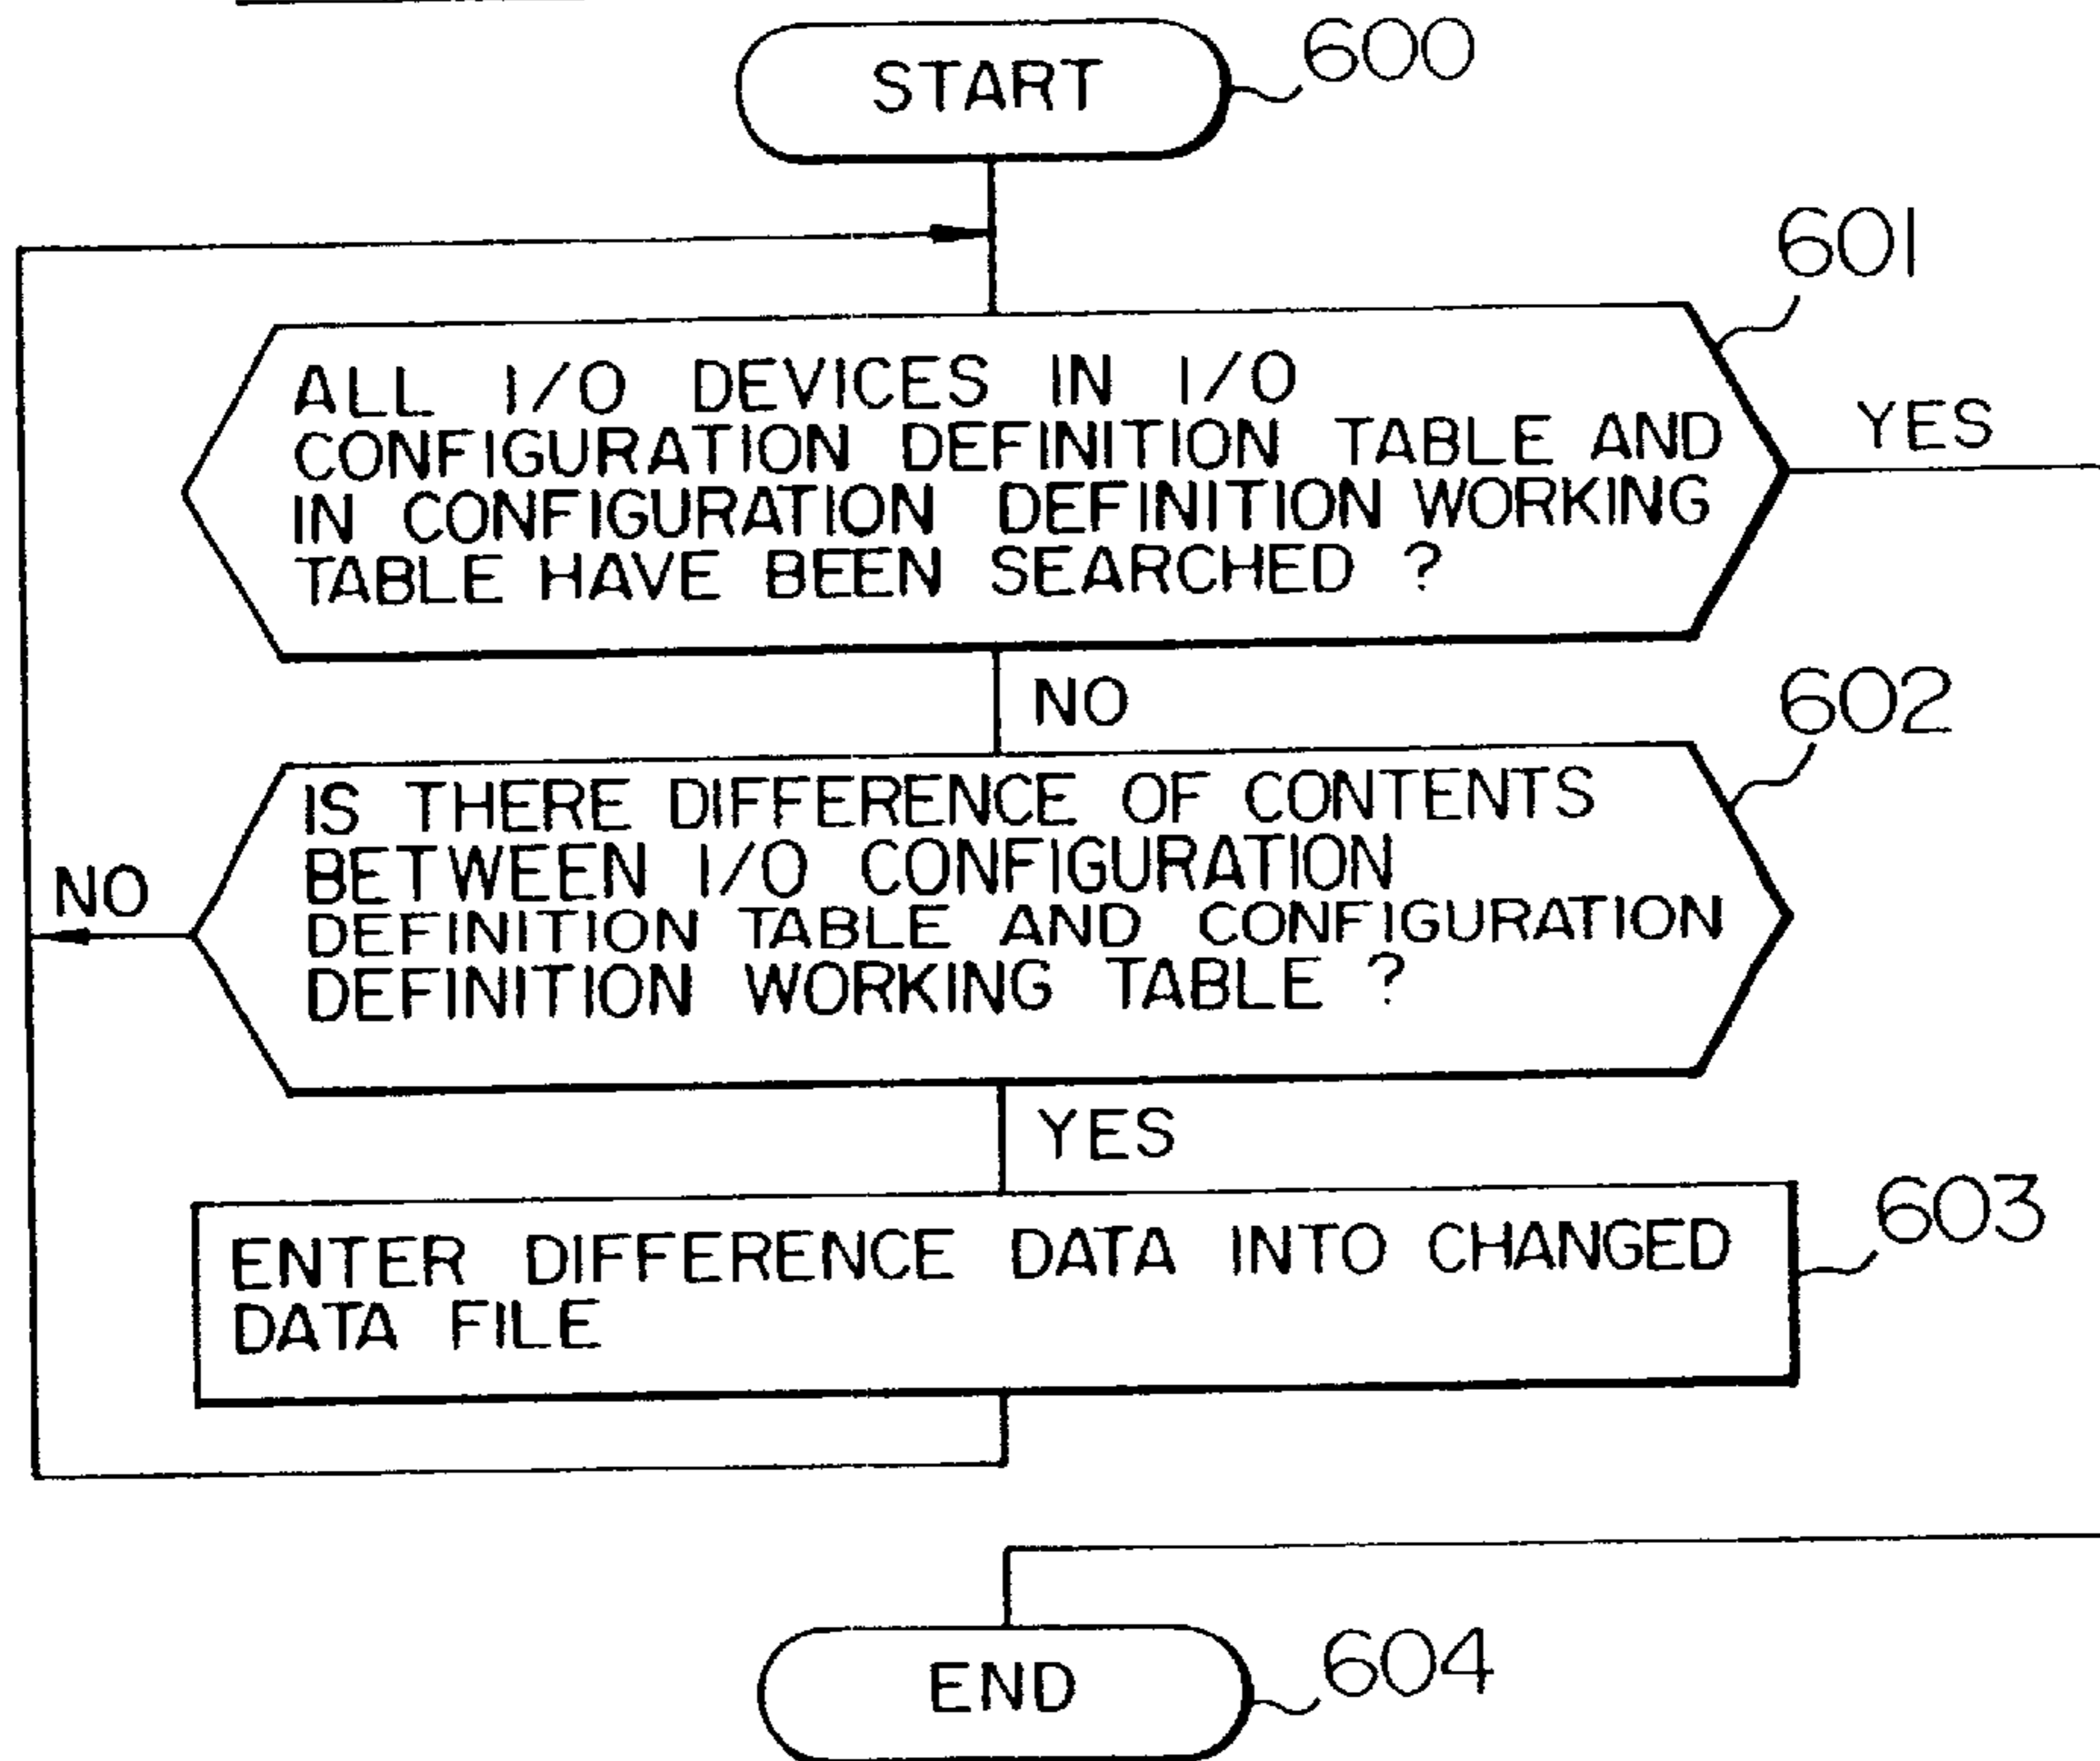 START
600
601
ALL I/O DEVICES IN I/O
CONFIGURATION DEFINITION TABLE AND
IN CONFIGURATION DEFINITION WORKING
TABLE HAVE BEEN SEARCHED ?
YES
NO
602
IS THERE DIFFERENCE OF CONTENTS
BETWEEN I/O CONFIGURATION
DEFINITION TABLE AND CONFIGURATION
DEFINITION WORKING TABLE ?
NO
YES
603
ENTER DIFFERENCE DATA INTO CHANGED
DATA FILE
END
604